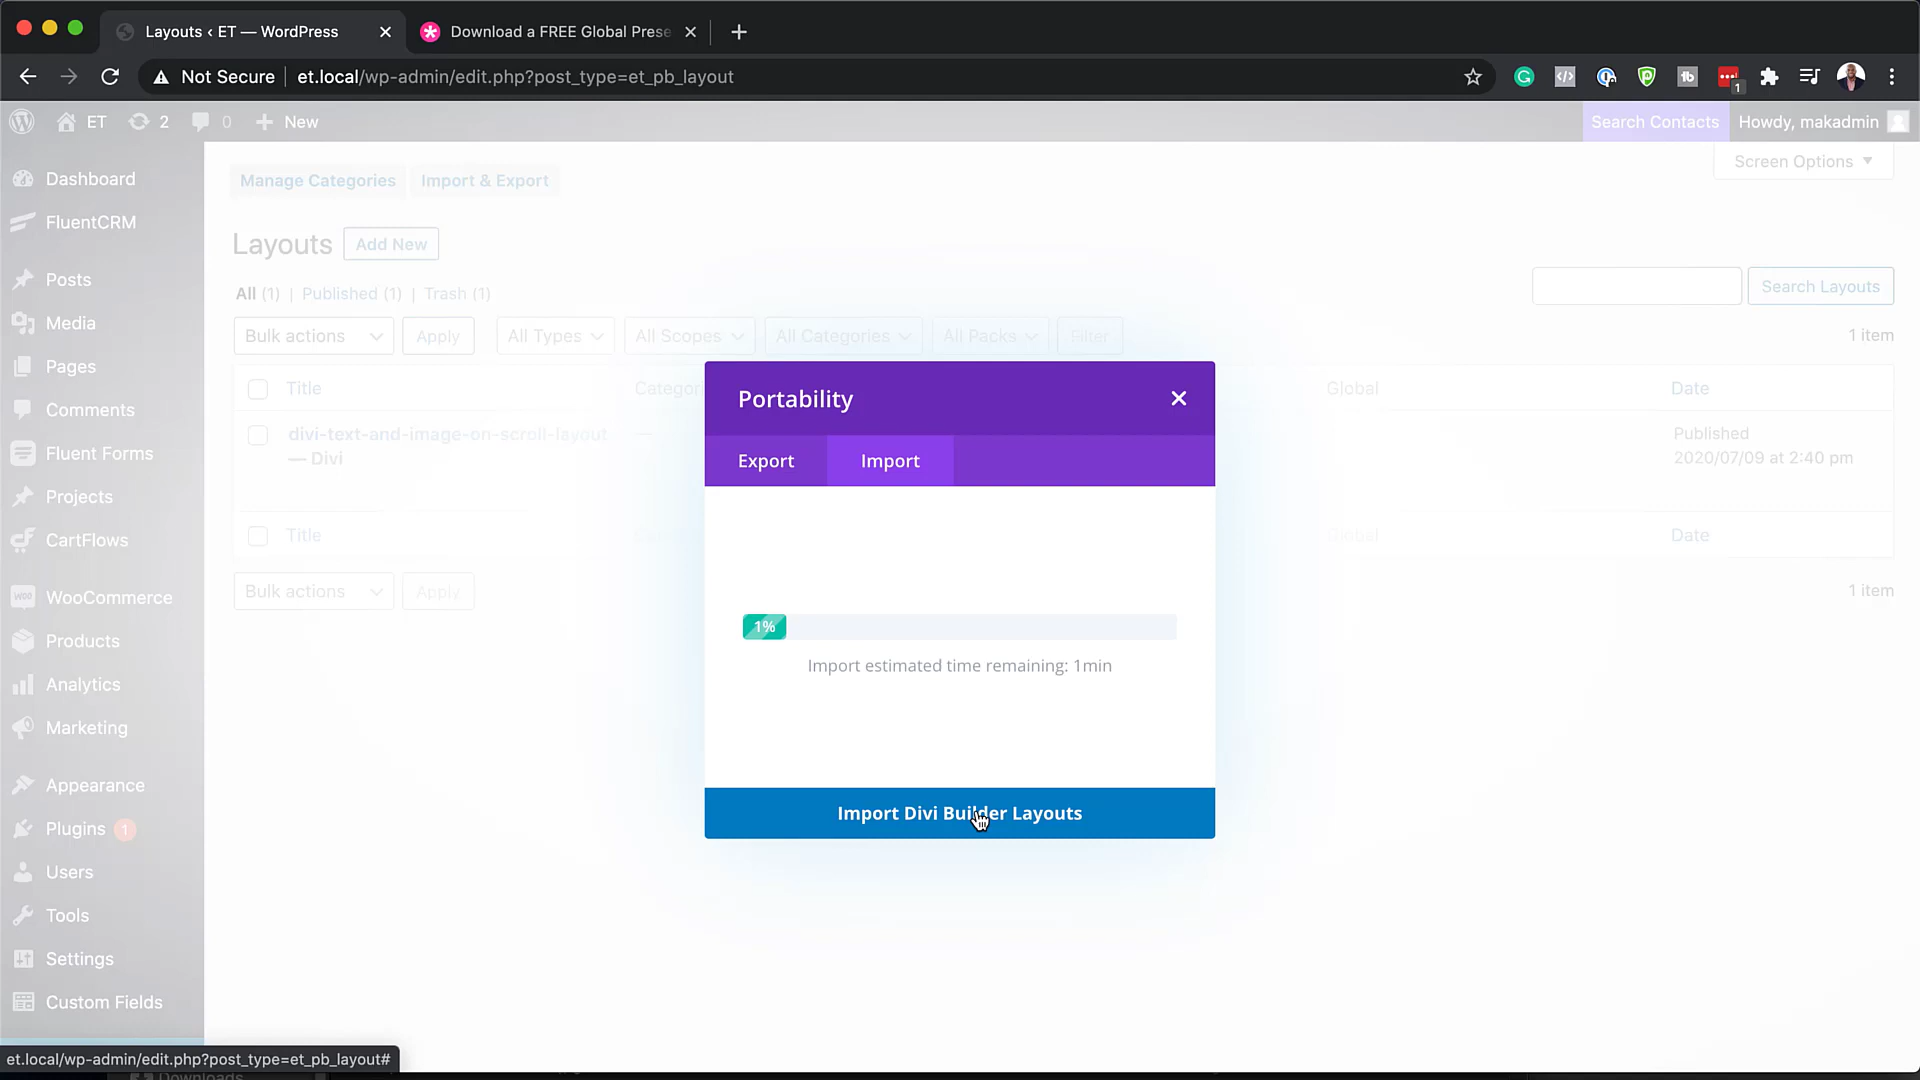 Layouts ‹ ET — WordPress
Download a FREE Global Prese
Not Secure
et.local/wp-admin/edit.php?post_type=et_pb_layout
1
ET
2
0
New
Search Contacts
Howdy, makadmin
Dashboard
FluentCRM
Posts
Media
Pages
Comments
Fluent Forms
Projects
CartFlows
WooCommerce
Products
Analytics
Marketing
Appearance
Plugins 1
Users
Tools
Settings
Custom Fields
Manage Categories
Import & Export
Screen Options
Layouts
Add New
All (1) | Published (1) | Trash (1)
Search Layouts
Bulk actions
Apply
All Types
All Scopes
All Categories
All Packs
Filter
1 item
Title
Global
Date
divi-text-and-image-on-scroll-layout
— Divi
—
Published
2020/07/09 at 2:40 pm
Title
Global
Date
Bulk actions
Apply
1 item
Portability
Export
Import
1%
Import estimated time remaining: 1min
Import Divi Builder Layouts
et.local/wp-admin/edit.php?post_type=et_pb_layout#
Downloads